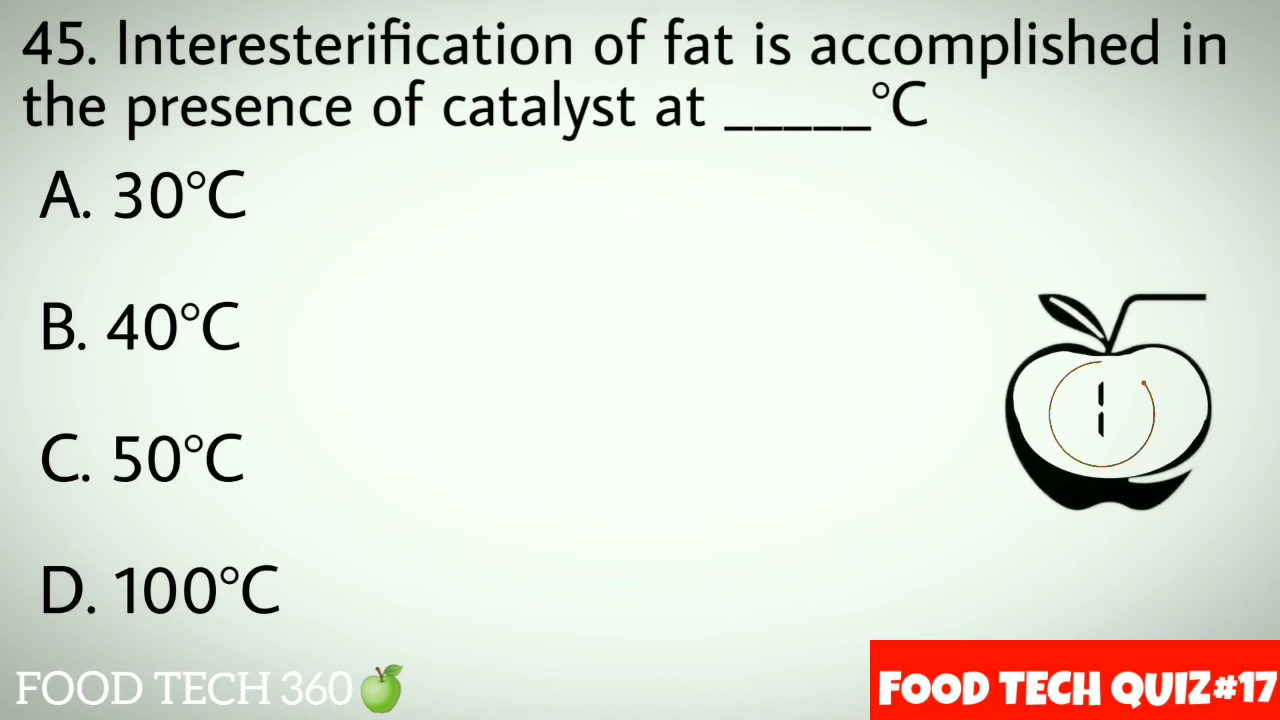 45. Interesterification of fat is accomplished in
the presence of catalyst at _____°C
A. 30°C
B. 40°C
C. 50°C
D. 100°C
1
FOOD TECH 360
FOOD TECH QUIZ#17